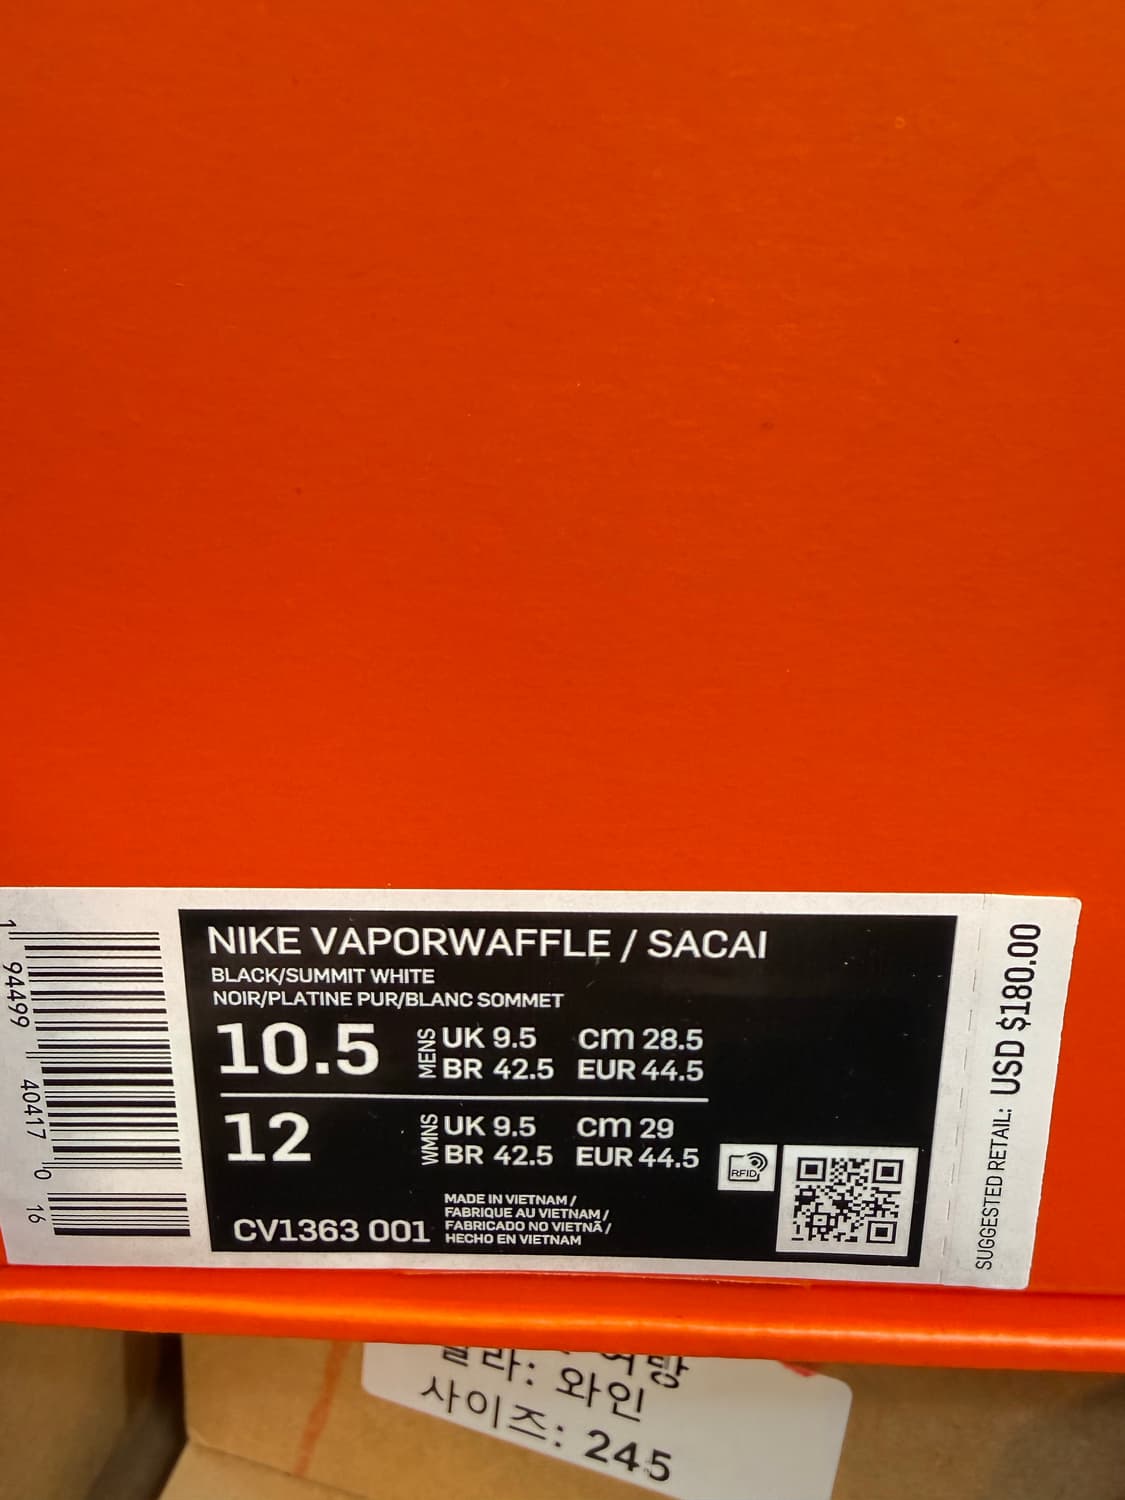 NIKE VAPORWAFFLE / SACAI
BLACK/SUMMIT WHITE
NOIR/PLATINE PUR/BLANC SOMMET
10.5 MENS UK 9.5 cm 28.5
BR 42.5 EUR 44.5
12 WMNS UK 9.5 cm 29
BR 42.5 EUR 44.5
RFID
MADE IN VIETNAM /
FABRIQUE AU VIETNAM /
FABRICADO NO VIETNÃ /
HECHO EN VIETNAM
CV1363 001
1 94499 40417 0 16
SUGGESTED RETAIL: USD $180.00
와인
사이즈: 245